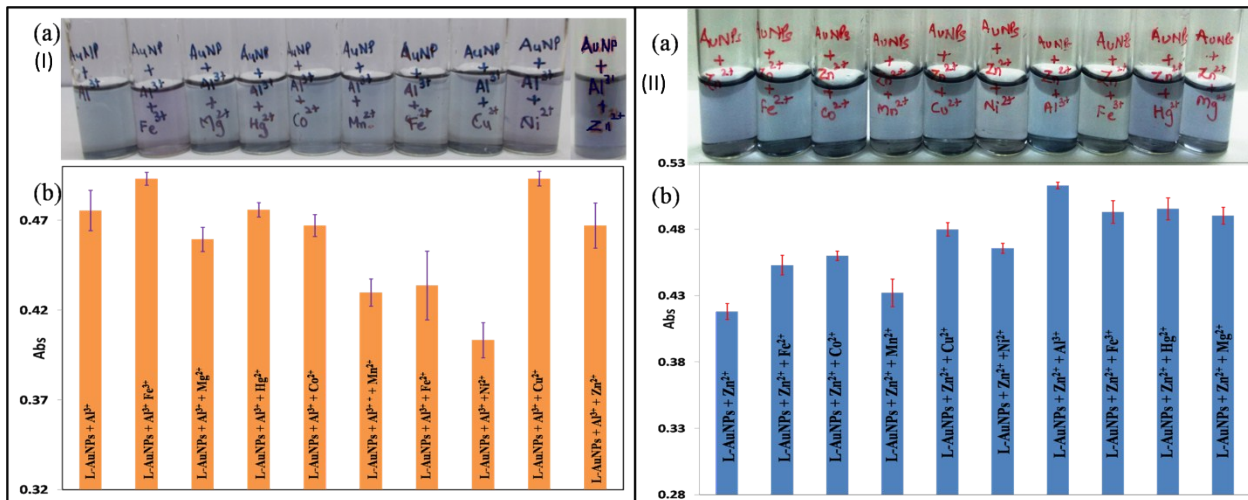 (a)
(I)
AuNP + Al³⁺
AuNP + Al³⁺ + Fe³⁺
AuNP + Al³⁺ + Mg²⁺
AuNP + Al³⁺ + Hg²⁺
AuNP + Al³⁺ + Co²⁺
AuNP + Al³⁺ + Mn²⁺
AuNP + Al³⁺ + Fe²⁺
AuNP + Al³⁺ + Cu²⁺
AuNP + Al³⁺ + Ni²⁺
AuNP + Al³⁺ + Zn²⁺
(b)
0.47
0.42
Abs
0.37
0.32
L-AuNPs + Al³⁺
L-AuNPs + Al³⁺ Fe³⁺
L-AuNPs + Al³⁺ + Mg²⁺
L-AuNPs + Al³⁺ + Hg²⁺
L-AuNPs + Al³⁺ + Co²⁺
L-AuNPs + Al³⁺ + Mn²⁺
L-AuNPs + Al³⁺ + Fe²⁺
L-AuNPs + Al³⁺ +Ni²⁺
L-AuNPs + Al³⁺ + Cu²⁺
L-AuNPs + Al³⁺ + Zn²⁺
(a)
(II)
AuNPs + Zn²⁺
AuNPs + Zn²⁺ + Fe²⁺
AuNPs + Zn²⁺ + Co²⁺
AuNPs + Zn²⁺ + Mn²⁺
AuNPs + Zn²⁺ + Cu²⁺
AuNPs + Zn²⁺ + Ni²⁺
AuNPs + Zn²⁺ + Al³⁺
AuNPs + Zn²⁺ + Fe³⁺
AuNPs + Zn²⁺ + Hg²⁺
AuNPs + Zn²⁺ + Mg²⁺
(b)
0.53
0.48
0.43
Abs
0.38
0.33
0.28
L-AuNPs + Zn²⁺
L-AuNPs + Zn²⁺ + Fe²⁺
L-AuNPs + Zn²⁺ + Co²⁺
L-AuNPs + Zn²⁺ + Mn²⁺
L-AuNPs + Zn²⁺ + Cu²⁺
L-AuNPs + Zn²⁺ +Ni²⁺
L-AuNPs + Zn²⁺ + Al³⁺
L-AuNPs + Zn²⁺ + Fe³⁺
L-AuNPs + Zn²⁺ + Hg²⁺
L-AuNPs + Zn²⁺ + Mg²⁺